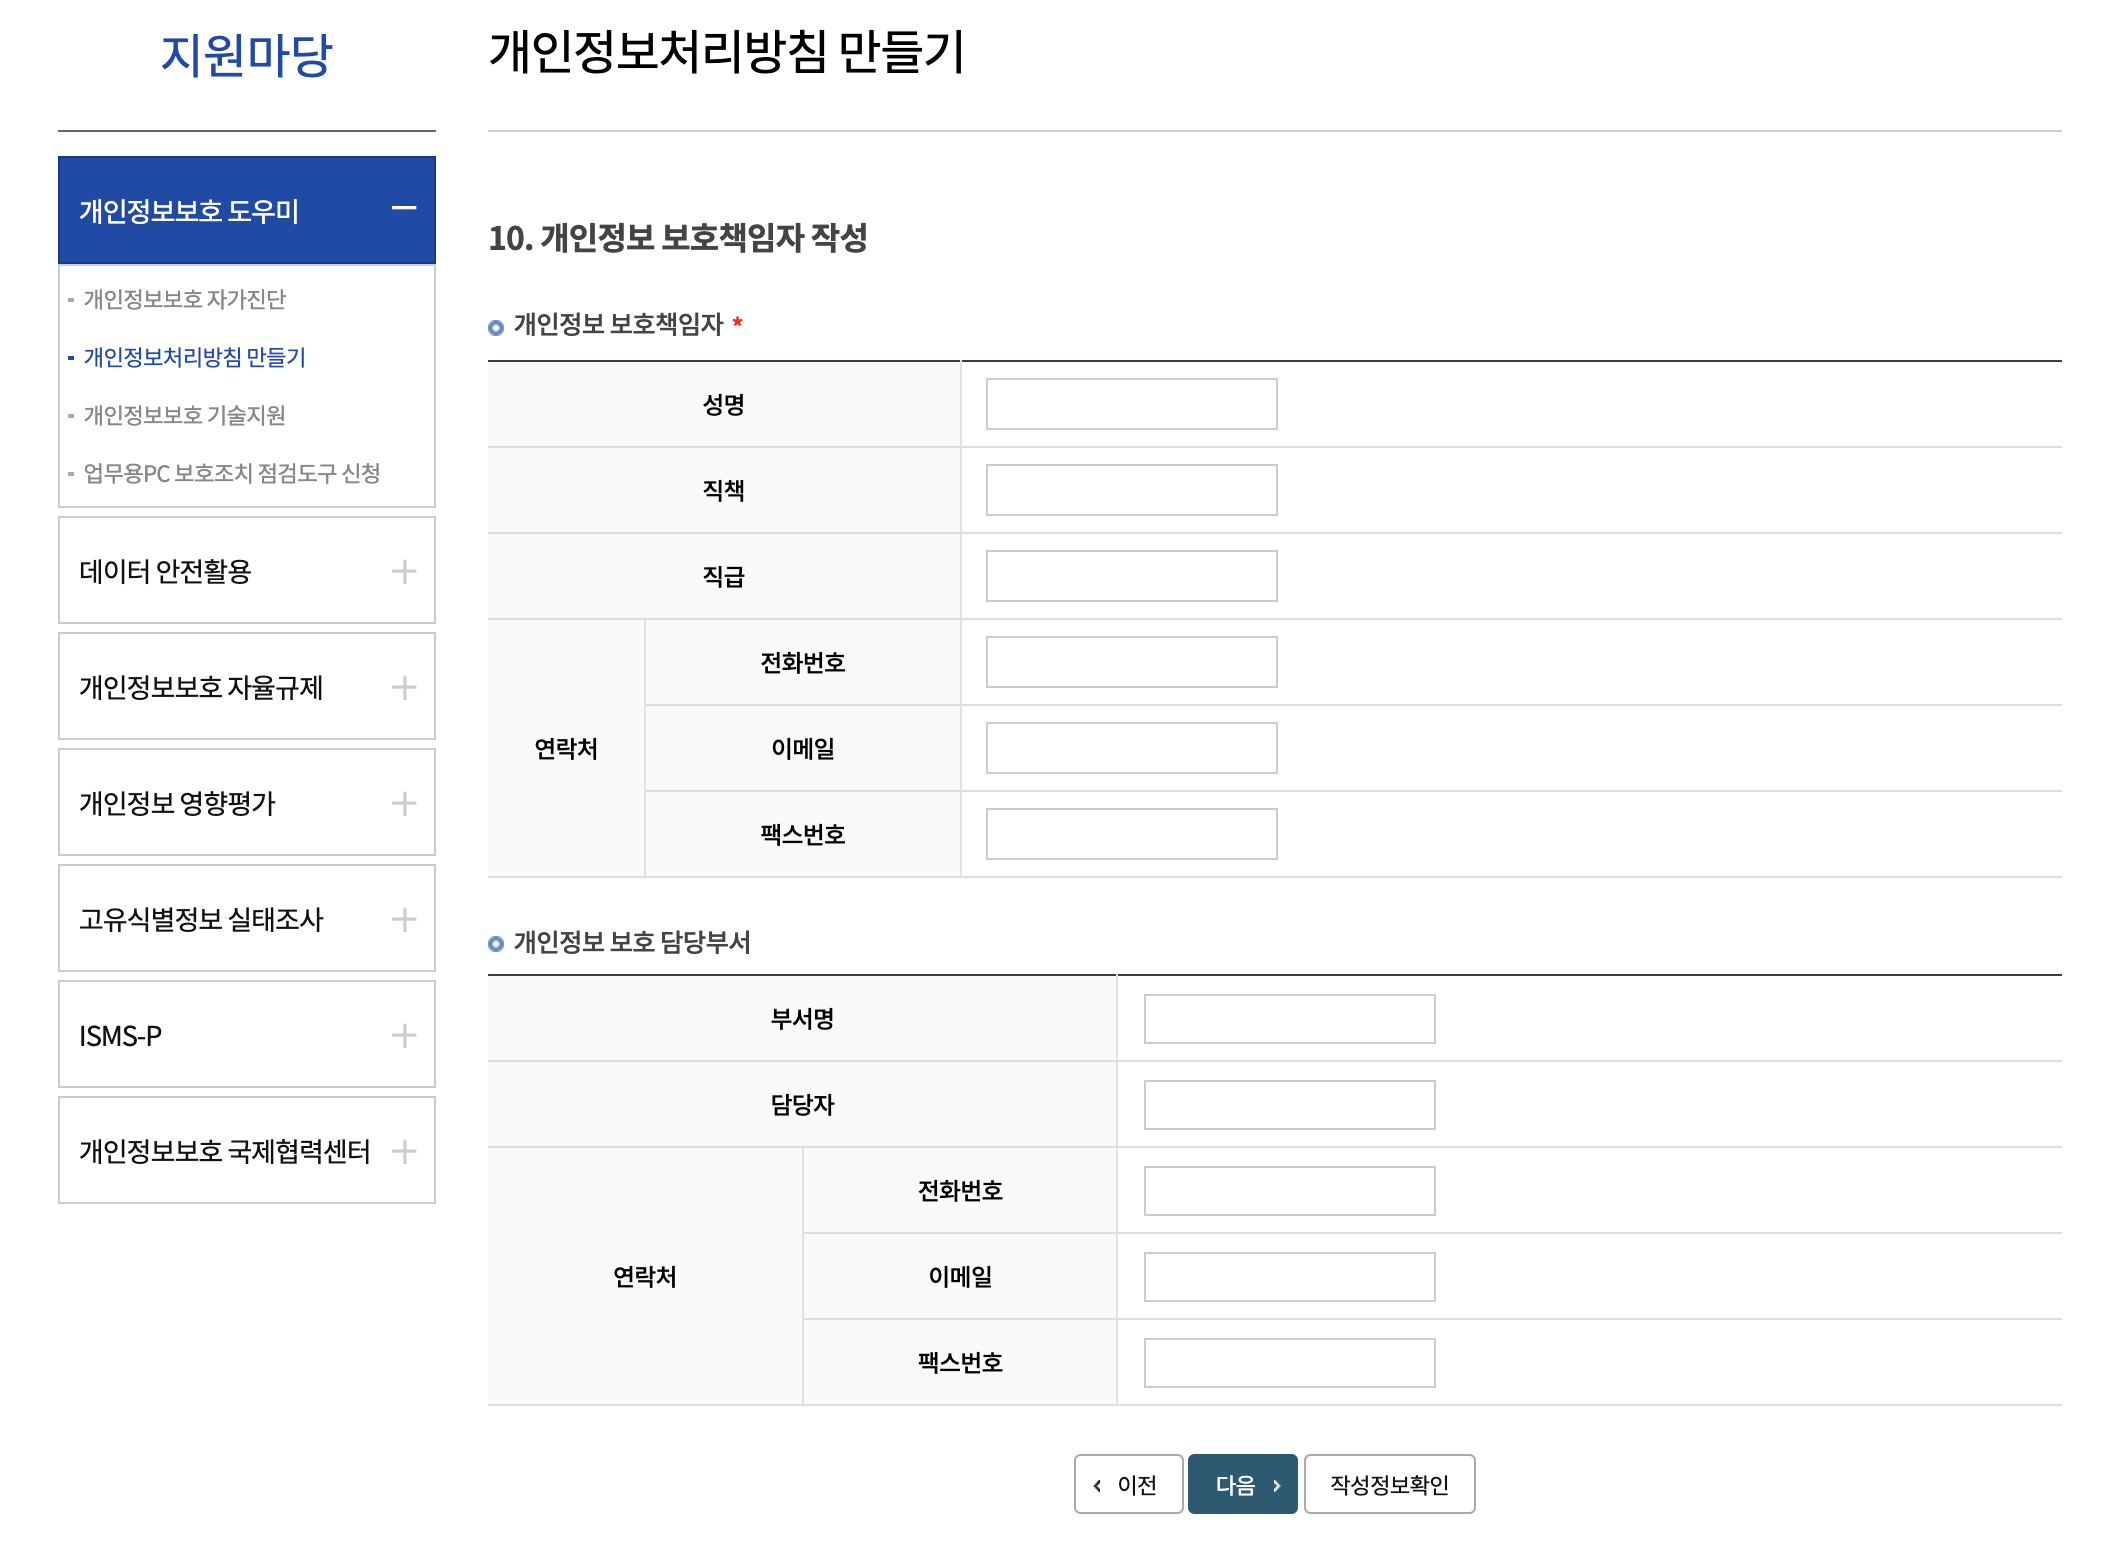 지원마당
개인정보보호 도우미
- 개인정보보호 자가진단
- 개인정보처리방침 만들기
- 개인정보보호 기술지원
- 업무용PC 보호조치 점검도구 신청
데이터 안전활용
개인정보보호 자율규제
개인정보 영향평가
고유식별정보 실태조사
ISMS-P
개인정보보호 국제협력센터
개인정보처리방침 만들기
10. 개인정보 보호책임자 작성
개인정보 보호책임자 *
성명
직책
직급
연락처
전화번호
이메일
팩스번호
개인정보 보호 담당부서
부서명
담당자
연락처
전화번호
이메일
팩스번호
이전
다음
작성정보확인